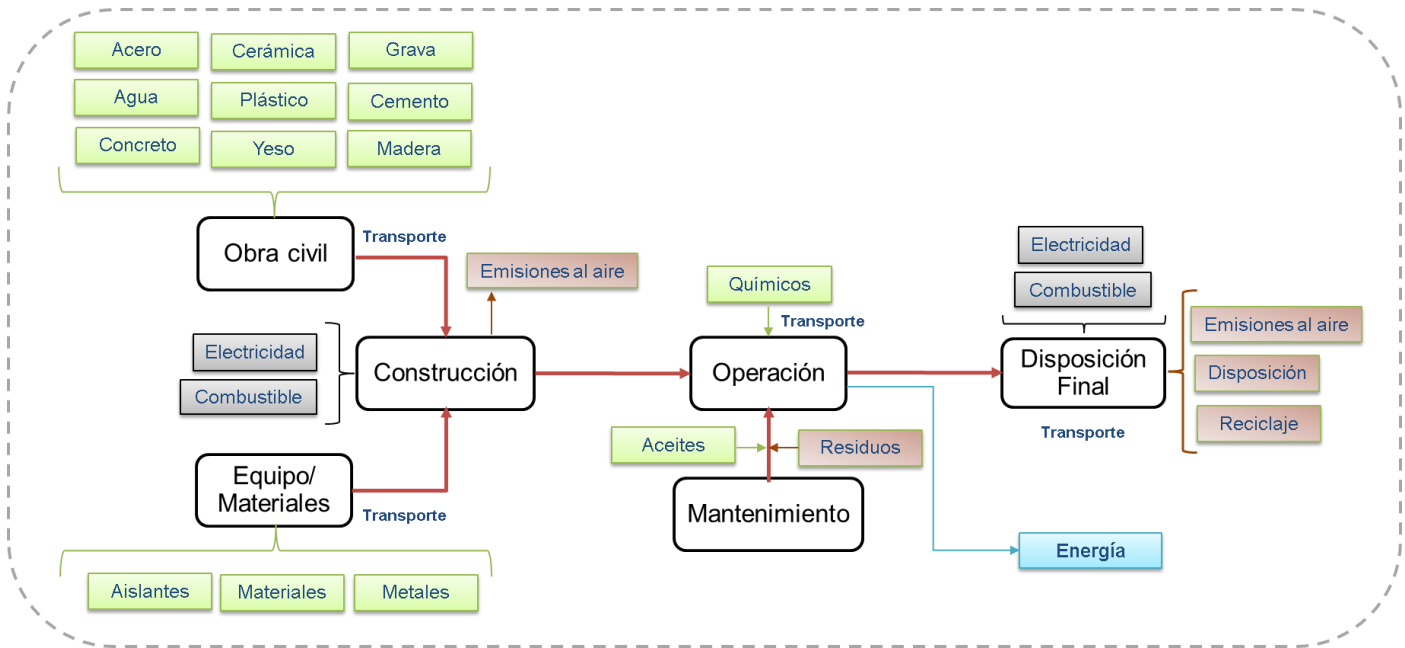 Acero
Cerámica
Grava
Agua
Plástico
Cemento
Concreto
Yeso
Madera
Obra civil
Transporte
Emisiones al aire
Electricidad
Combustible
Construcción
Equipo/
Materiales
Transporte
Aislantes
Materiales
Metales
Químicos
Transporte
Operación
Aceites
Residuos
Mantenimiento
Energía
Electricidad
Combustible
Disposición
Final
Transporte
Emisiones al aire
Disposición
Reciclaje